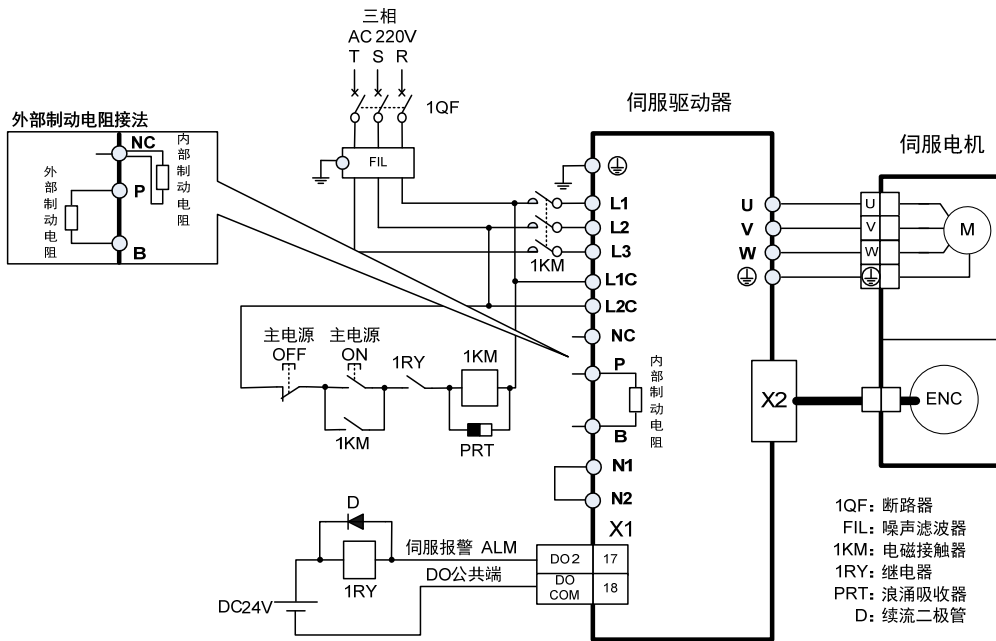 三相
AC 220V
T S R
1QF
FIL
外部制动电阻接法
NC
P
B
外部制动电阻
内部制动电阻
伺服驱动器
伺服电机
L1
L2
L3
1KM
L1C
L2C
NC
P
B
内部制动电阻
N1
N2
X1
U
V
W
U
V
W
M
X2
ENC
主电源
OFF
主电源
ON
1RY
1KM
1KM
PRT
D
1RY
DC24V
伺服报警 ALM
DO公共端
DO 2
17
DO
COM
18
1QF：断路器
FIL：噪声滤波器
1KM：电磁接触器
1RY：继电器
PRT：浪涌吸收器
D：续流二极管